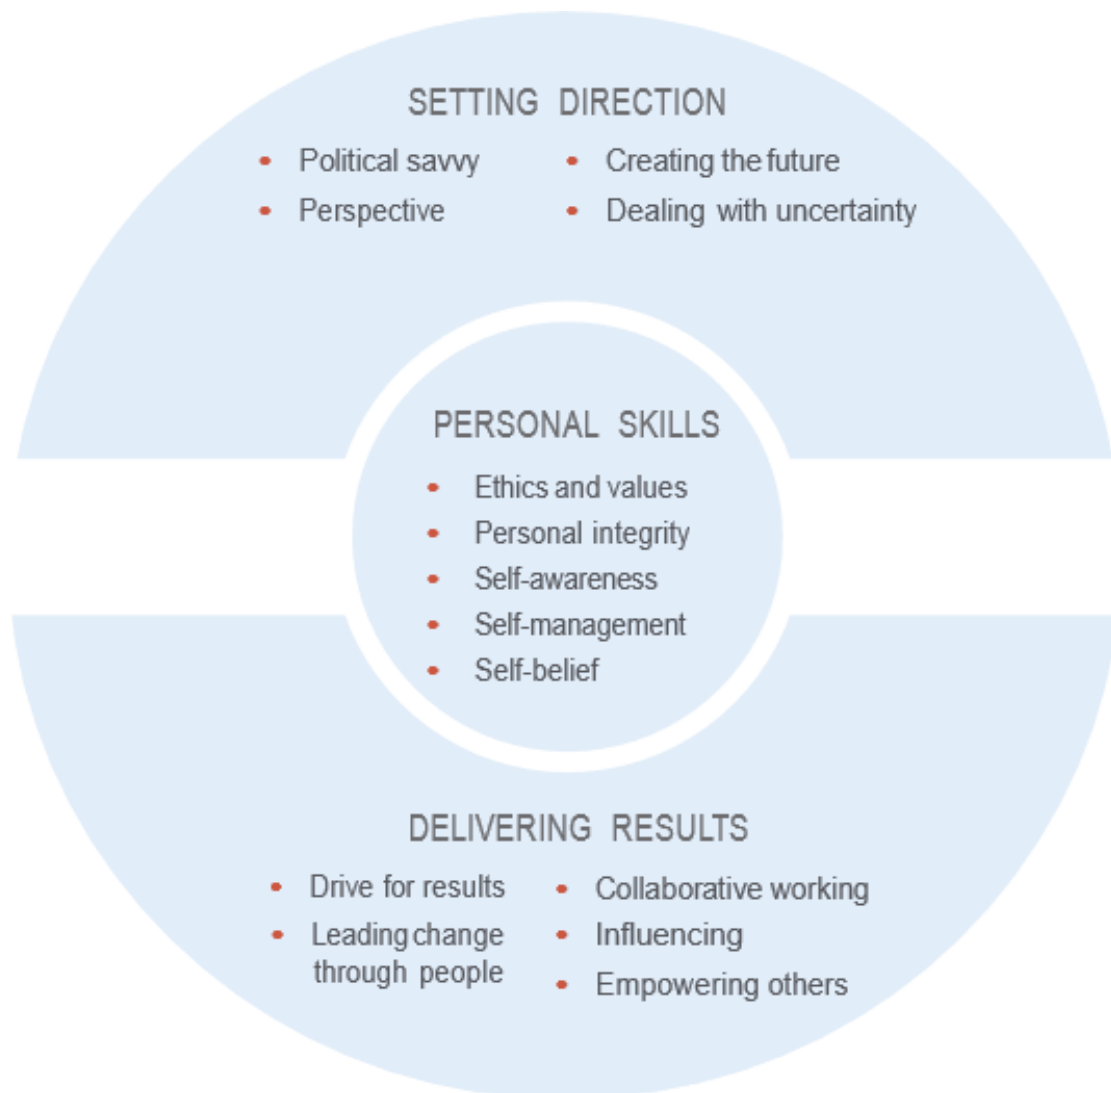 SETTING DIRECTION
• Political savvy
• Perspective
• Creating the future
• Dealing with uncertainty
PERSONAL SKILLS
• Ethics and values
• Personal integrity
• Self-awareness
• Self-management
• Self-belief
DELIVERING RESULTS
• Drive for results
• Leading change
through people
• Collaborative working
• Influencing
• Empowering others